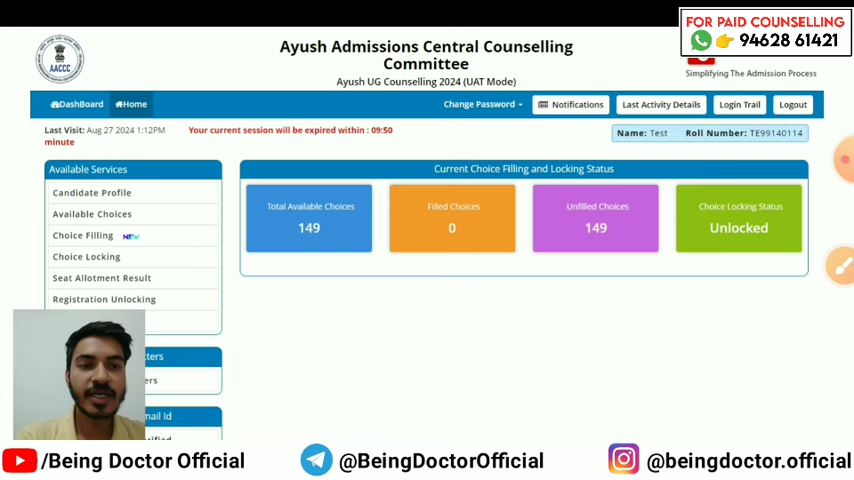 FOR PAID COUNSELLING
94628 61421
AACCC
Ayush Admissions Central Counselling
Committee
Ayush UG Counselling 2024 (UAT Mode)
Simplifying The Admission Process
DashBoard Home Change Password Notifications Last Activity Details Login Trail Logout
Last Visit: Aug 27 2024 1:12PM Your current session will be expired within : 09:50
minute
Name: Test Roll Number: TE99140114
Available Services
Candidate Profile
Available Choices
Choice Filling NEW
Choice Locking
Seat Allotment Result
Registration Unlocking
Current Choice Filling and Locking Status
Total Available Choices
149
Filled Choices
0
Unfilled Choices
149
Choice Locking Status
Unlocked
tters
ers
mail Id
erified
/Being Doctor Official
@BeingDoctorOfficial
@beingdoctor.official